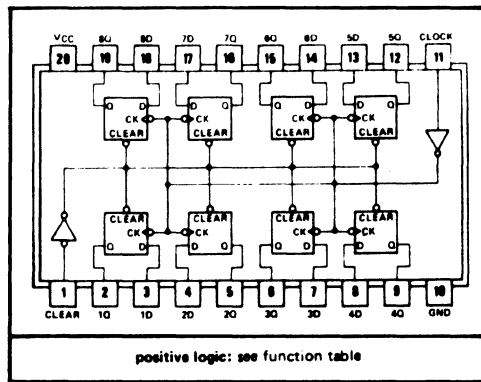 VCC 8Q 8D 7D 7Q 6Q 6D 5D 5Q CLOCK
20 19 18 17 16 15 14 13 12 11
Q D D Q Q D D Q
CK CK CK CK
CLEAR CLEAR CLEAR CLEAR
CLEAR CLEAR CLEAR CLEAR
CK CK CK CK
Q D D Q Q D D Q
1 2 3 4 5 6 7 8 9 10
CLEAR 1Q 1D 2D 2Q 3Q 3D 4D 4Q GND
positive logic: see function table